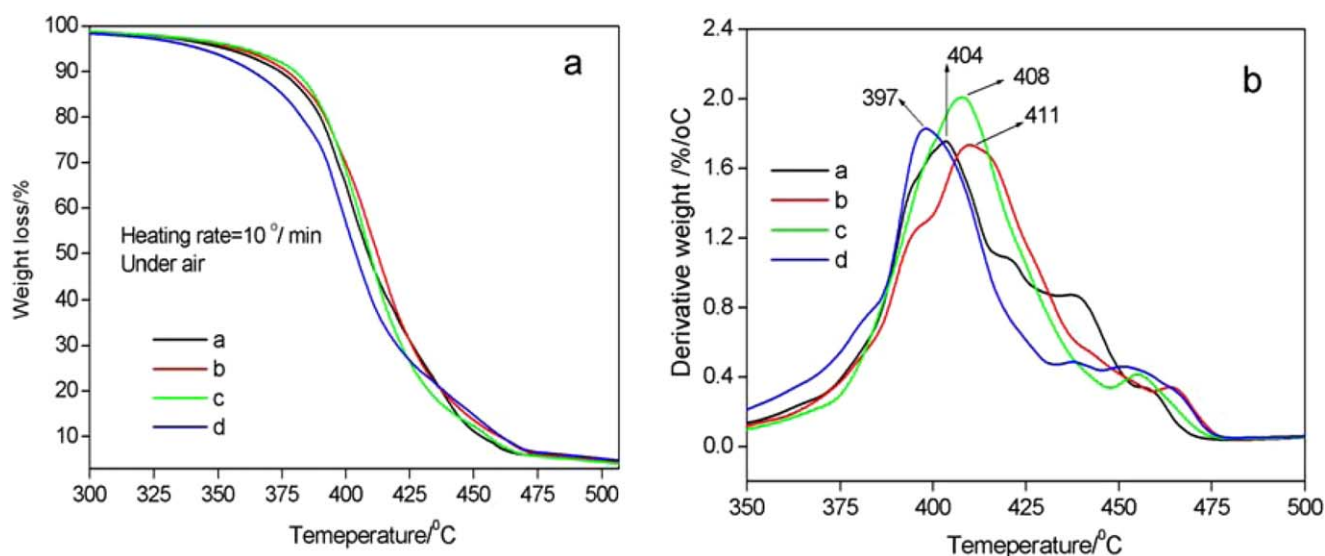 100
90
80
70
60
50
40
30
20
10
300
325
350
375
400
425
450
475
500
Weight loss/%
Temeperature/⁰C
a
Heating rate=10 ⁰/ min
Under air
a
b
c
d
2.4
2.0
1.6
1.2
0.8
0.4
0.0
350
375
400
425
450
475
500
Derivative weight /%/oC
Temeperature/⁰C
b
404
408
397
411
a
b
c
d